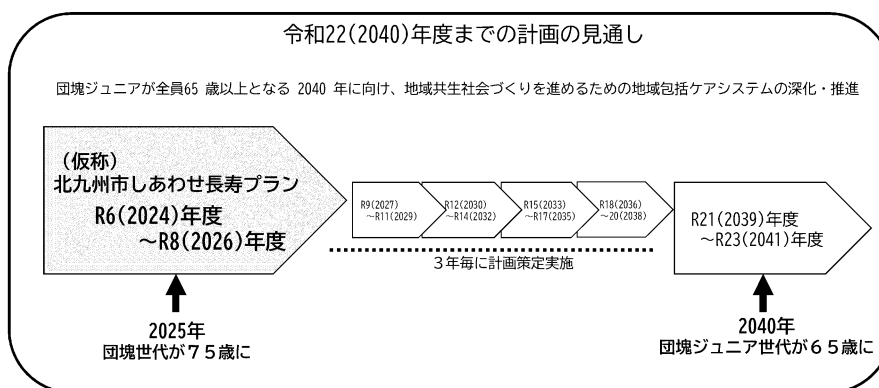 令和22(2040)年度までの計画の見通し
団塊ジュニアが全員65 歳以上となる 2040 年に向け、地域共生社会づくりを進めるための地域包括ケアシステムの深化・推進
（仮称）
北九州市しあわせ長寿プラン
R6(2024)年度
～R8(2026)年度
R9(2027)
～R11(2029)
R12(2030)
～R14(2032)
R15(2033)
～R17(2035)
R18(2036)
～20(2038)
R21(2039)年度
～R23(2041)年度
３年毎に計画策定実施
2025年
団塊世代が７５歳に
2040年
団塊ジュニア世代が６５歳に